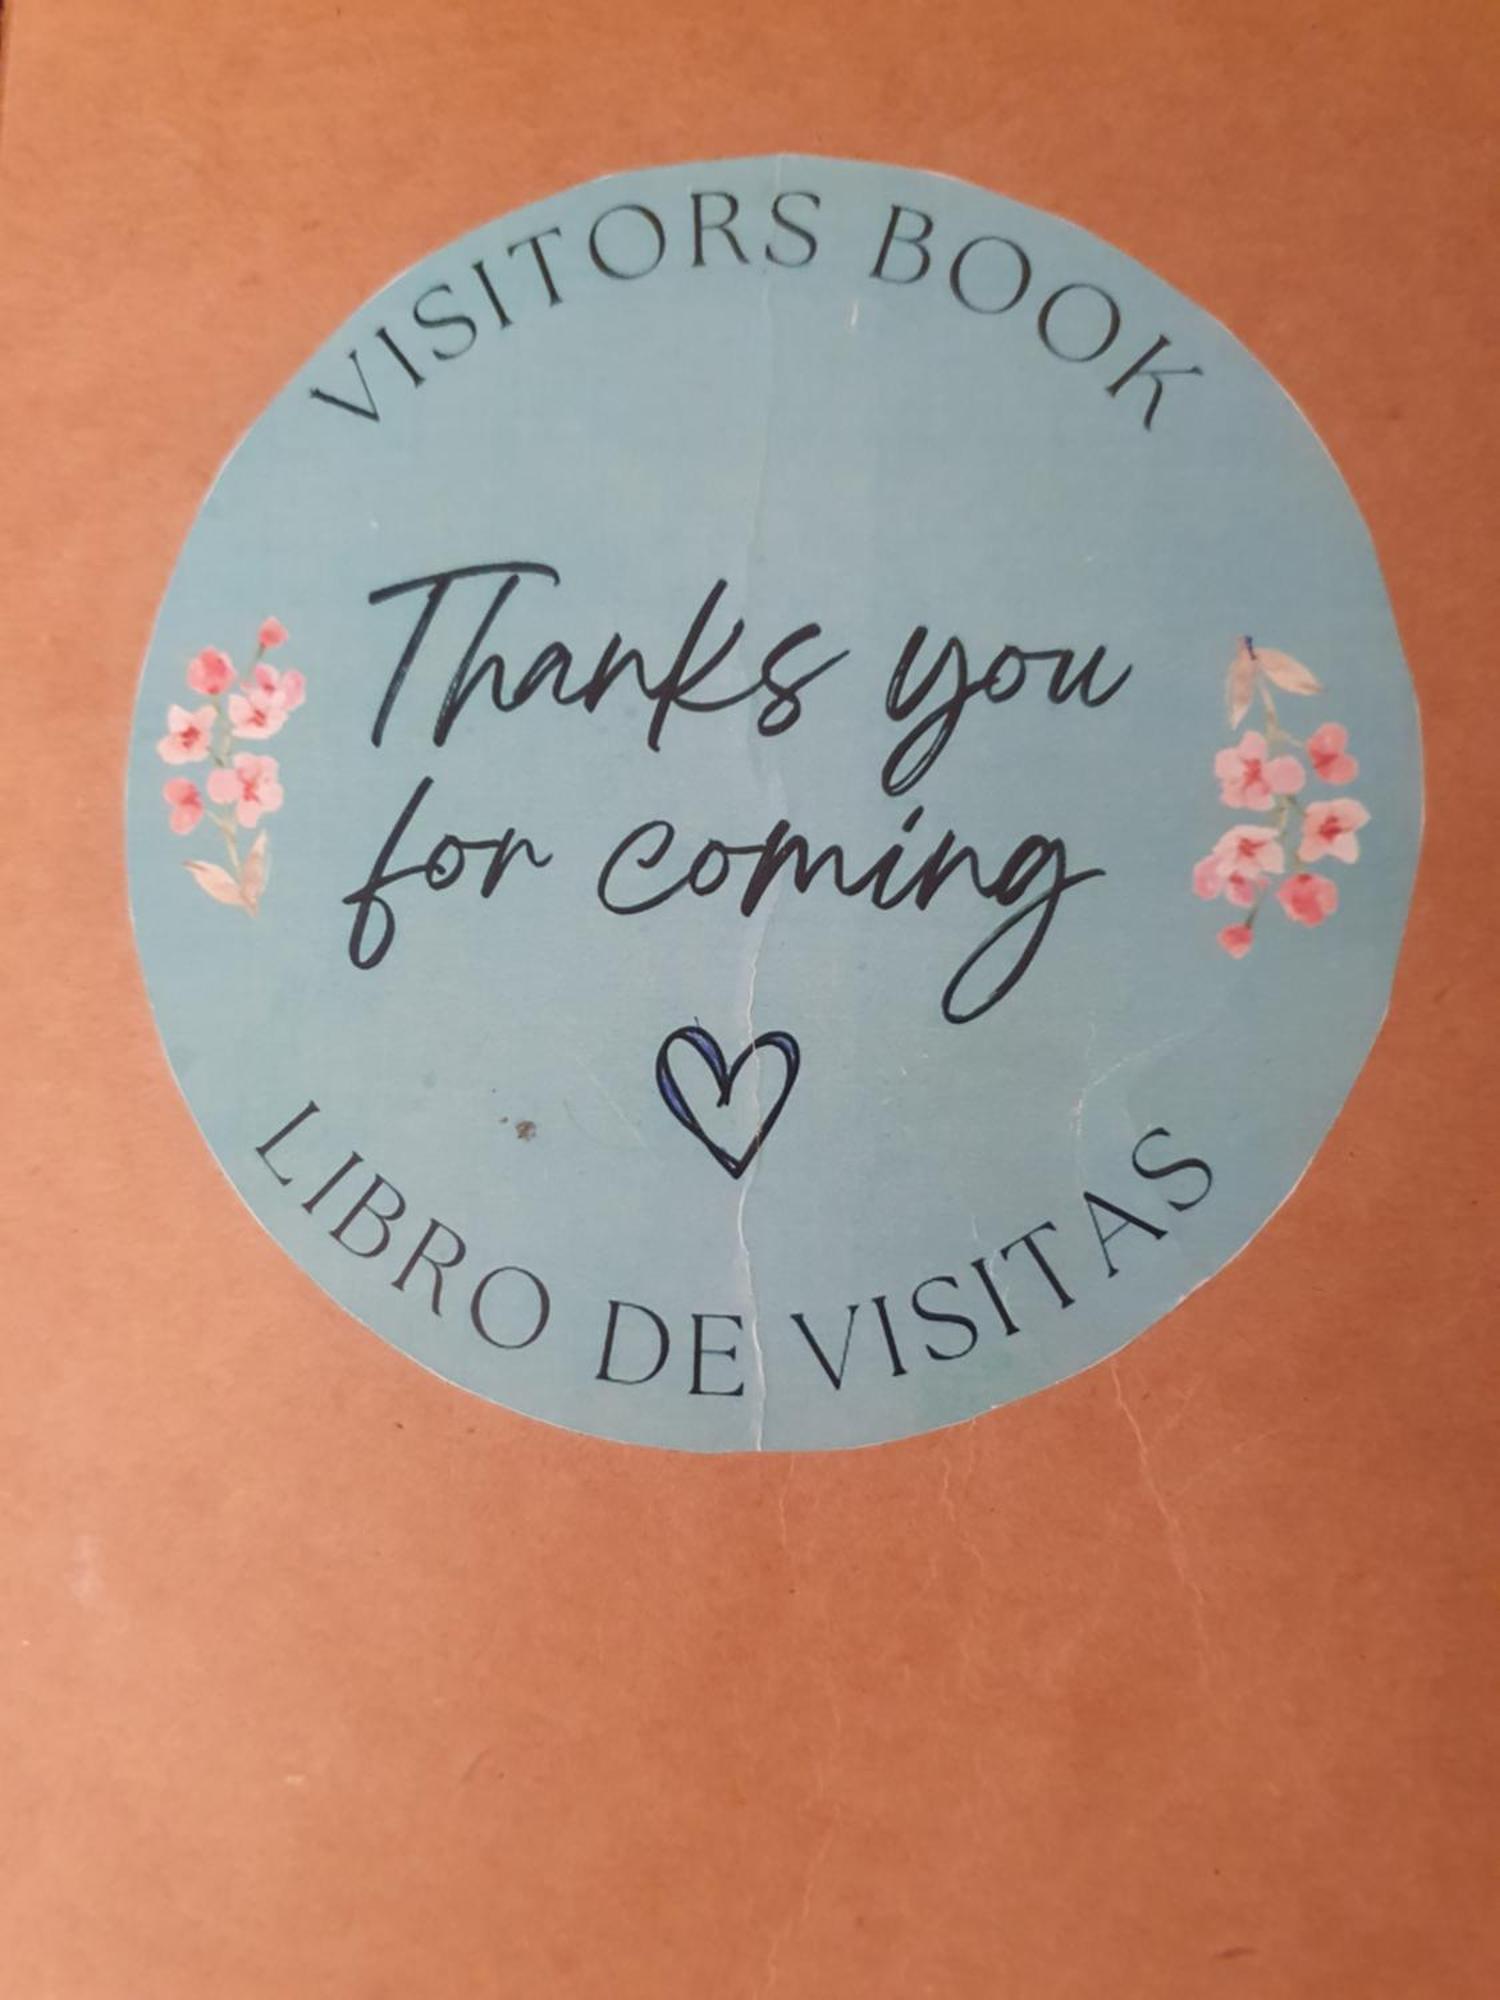 VISITORS BOOK
Thanks you
for coming
LIBRO DE VISITAS